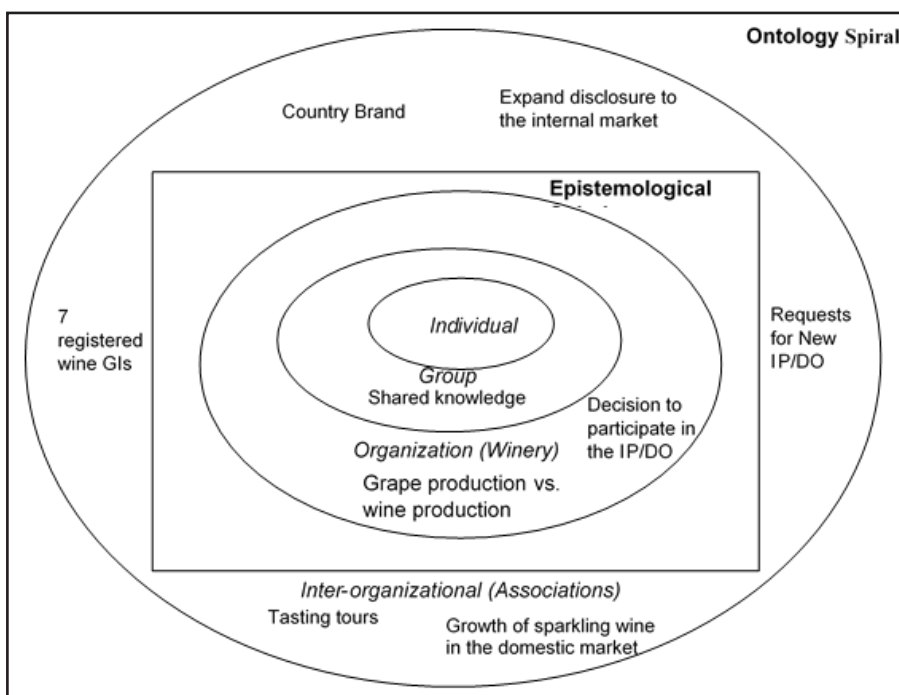 Ontology Spiral
Country Brand
Expand disclosure to
the internal market
Epistemological
7
registered
wine GIs
Individual
Group
Shared knowledge
Requests
for New
IP/DO
Decision to
participate in
the IP/DO
Organization (Winery)
Grape production vs.
wine production
Inter-organizational (Associations)
Tasting tours
Growth of sparkling wine
in the domestic market